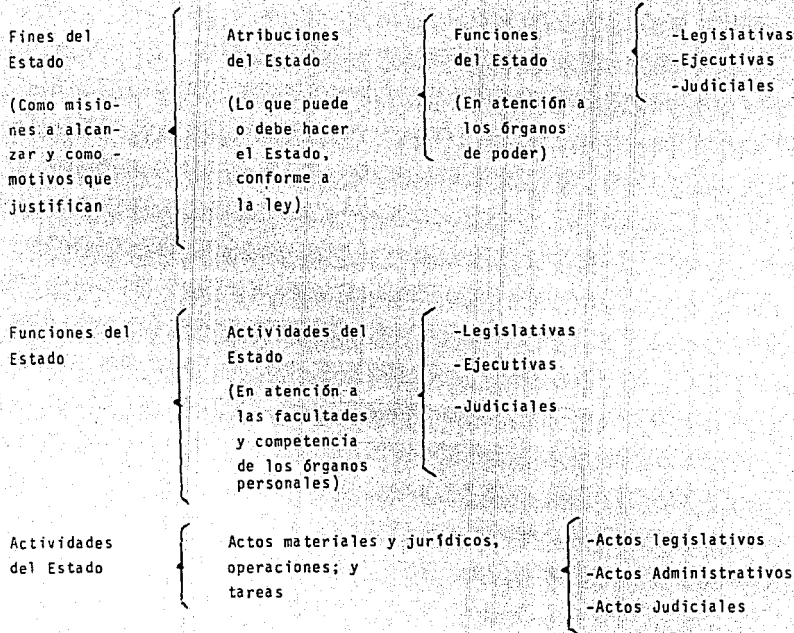 Fines del
Estado
(Como misio-
nes a alcan-
zar y como -
motivos que
justifican
Atribuciones
del Estado
(Lo que puede
o debe hacer
el Estado,
conforme a
la ley)
Funciones
del Estado
(En atención a
los órganos
de poder)
-Legislativas
-Ejecutivas
-Judiciales
Funciones del
Estado
Actividades del
Estado
(En atención a
las facultades
y competencia
de los órganos
personales)
-Legislativas
-Ejecutivas
-Judiciales
Actividades
del Estado
Actos materiales y jurídicos,
operaciones; y
tareas
-Actos legislativos
-Actos Administrativos
-Actos Judiciales